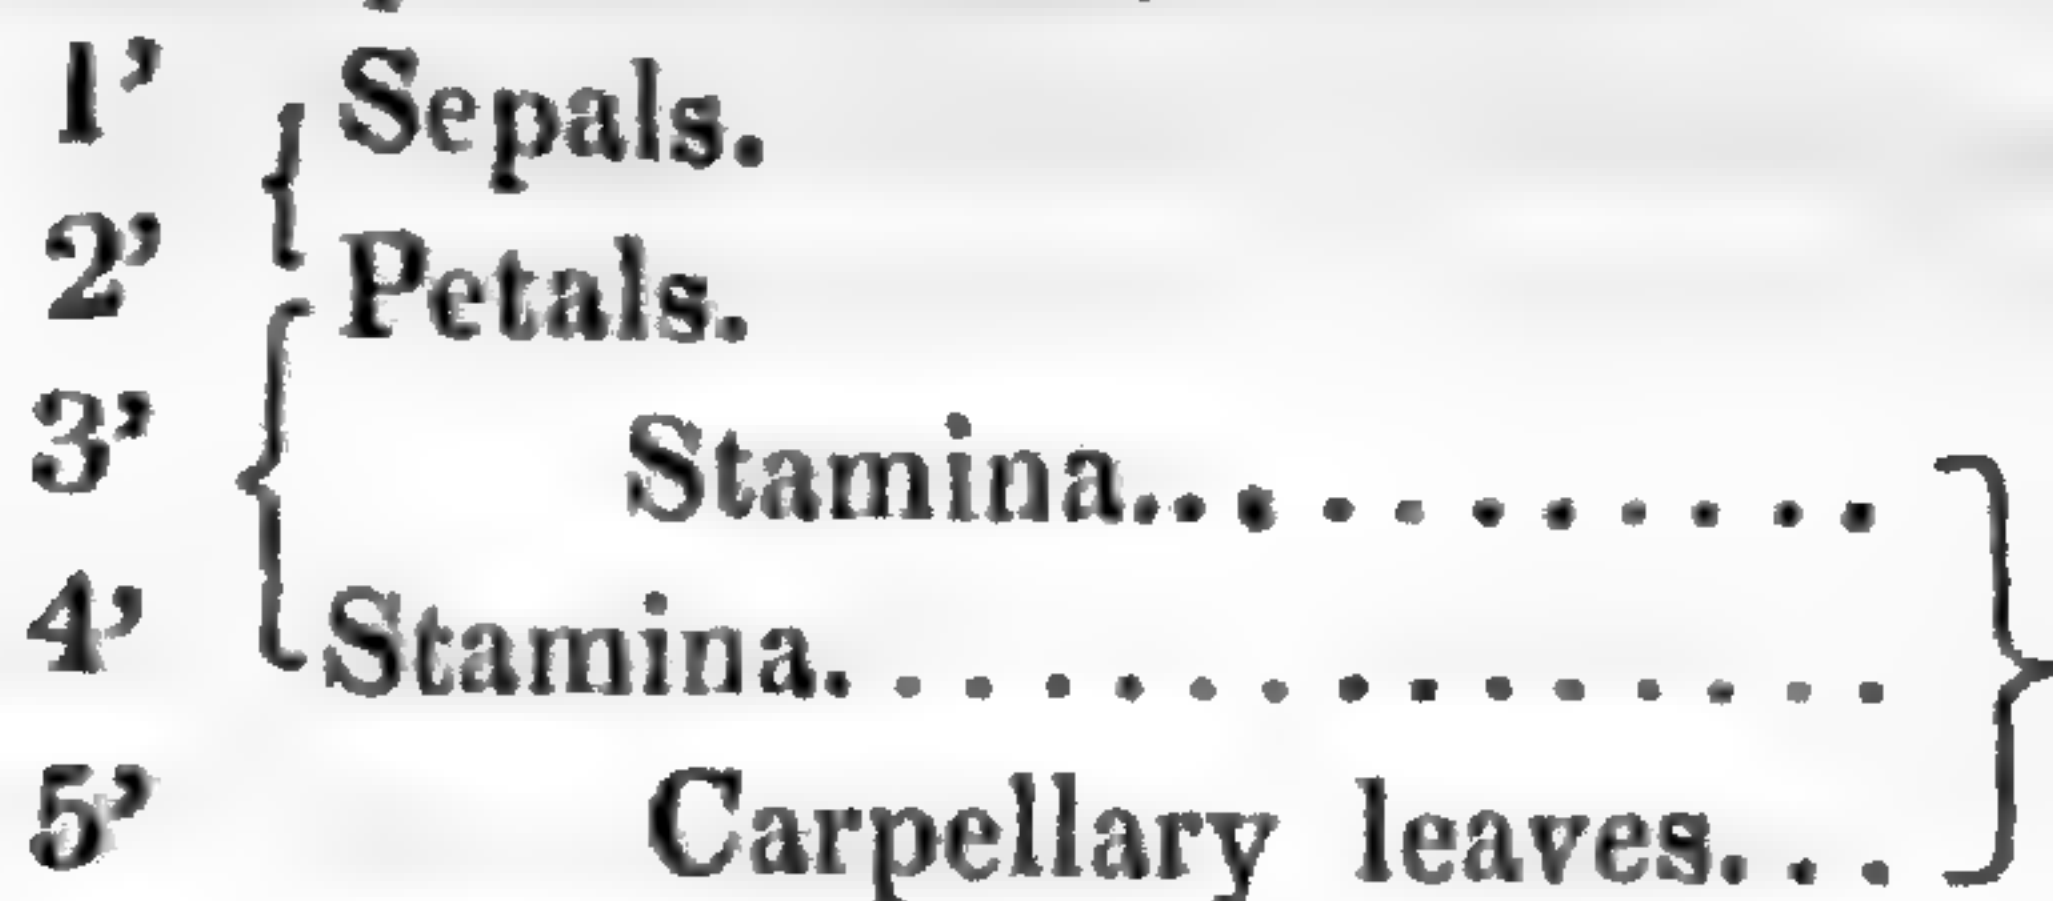 1’ { Sepals.
2’ { Petals.
3’ Stamina........... }
4’ Stamina. . . . . . . . . . . . . . .
5’ Carpellary leaves. . .